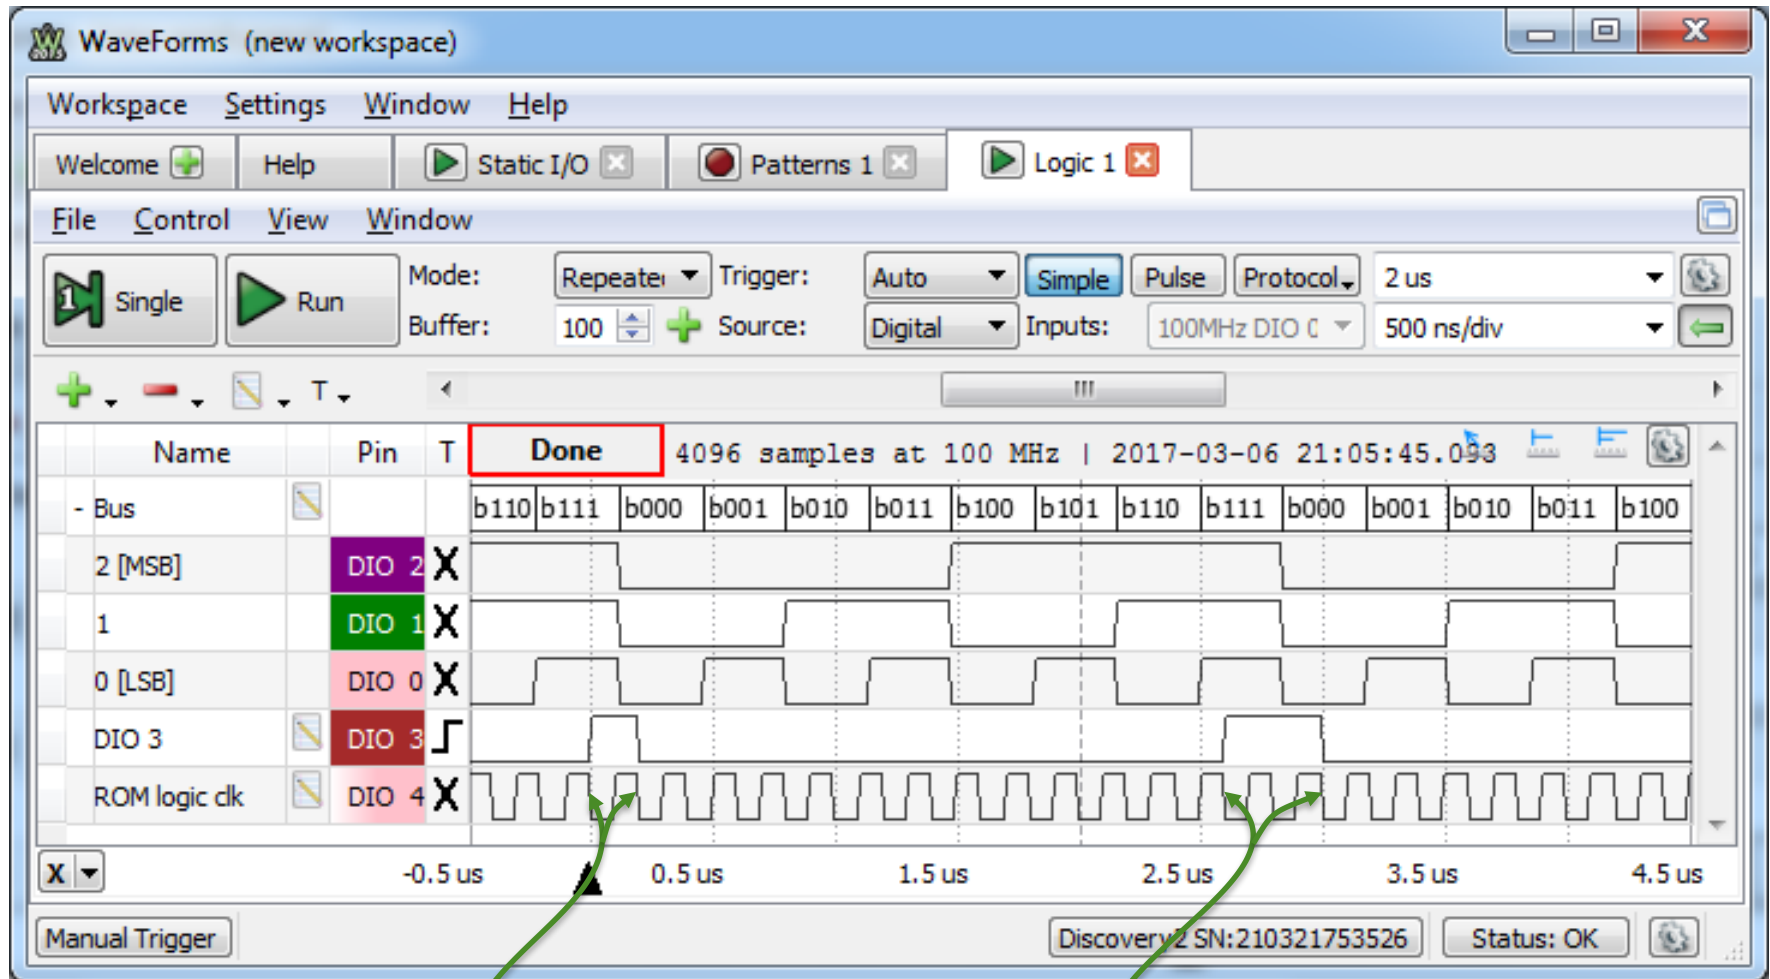 WaveForms (new workspace)
Workspace Settings Window Help
Welcome Help Static I/O Patterns 1 Logic 1
File Control View Window
Single Run Mode: Repeate Trigger: Auto Simple Pulse Protocol 2 us
Buffer: 100 Source: Digital Inputs: 100MHz DIO 0 500 ns/div
T
Name Pin T Done 4096 samples at 100 MHz | 2017-03-06 21:05:45.093
- Bus b110 b111 b000 b001 b010 b011 b100 b101 b110 b111 b000 b001 b010 b011 b100
2 [MSB] DIO 2 X
1 DIO 1 X
0 [LSB] DIO 0 X
DIO 3 DIO 3
ROM logic clk DIO 4 X
X -0.5 us 0.5 us 1.5 us 2.5 us 3.5 us 4.5 us
Manual Trigger Discovery2 SN:210321753526 Status: OK